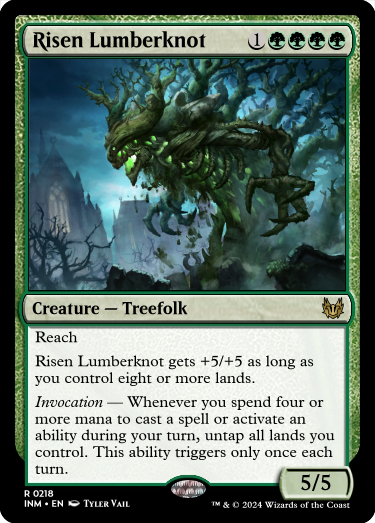 Risen Lumberknot 1
Creature — Treefolk
Reach
Risen Lumberknot gets +5/+5 as long as
you control eight or more lands.
Invocation — Whenever you spend four
or more mana to cast a spell or activate an
ability during your turn, untap all lands you
control. This ability triggers only once each
turn.
5/5
R 0218
INM • EN Tyler Vail
™ & © 2024 Wizards of the Coast